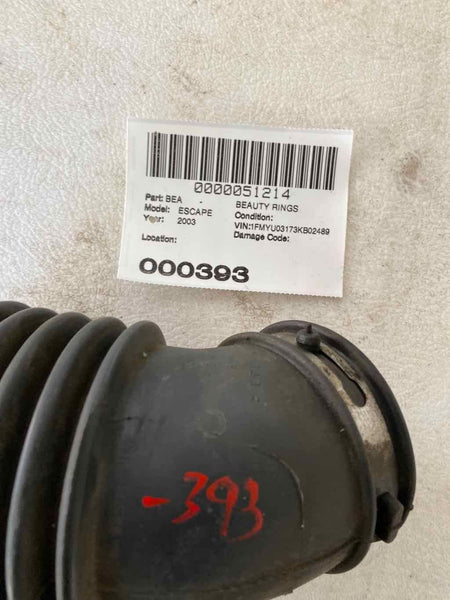 0000051214
Part: BEA - BEAUTY RINGS
Model: ESCAPE Condition:
Year: 2003 VIN:1FMYU03173KB02489
Location: Damage Code:
000393
-393